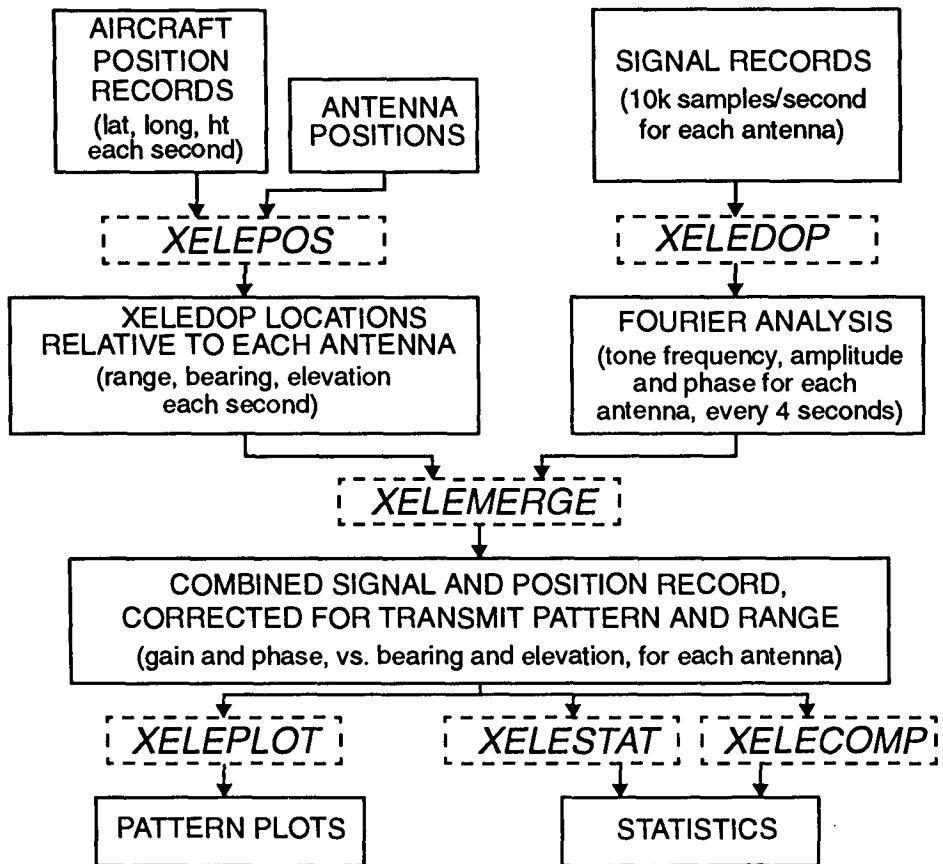 AIRCRAFT
POSITION
RECORDS
(lat, long, ht
each second)
ANTENNA
POSITIONS
SIGNAL RECORDS
(10k samples/second
for each antenna)
XELEPOS
XELEDOP
XELEDOP LOCATIONS
RELATIVE TO EACH ANTENNA
(range, bearing, elevation
each second)
FOURIER ANALYSIS
(tone frequency, amplitude
and phase for each
antenna, every 4 seconds)
XELEMERGE
COMBINED SIGNAL AND POSITION RECORD,
CORRECTED FOR TRANSMIT PATTERN AND RANGE
(gain and phase, vs. bearing and elevation, for each antenna)
XELEPLOT
XELESTAT
XELECOMP
PATTERN PLOTS
STATISTICS